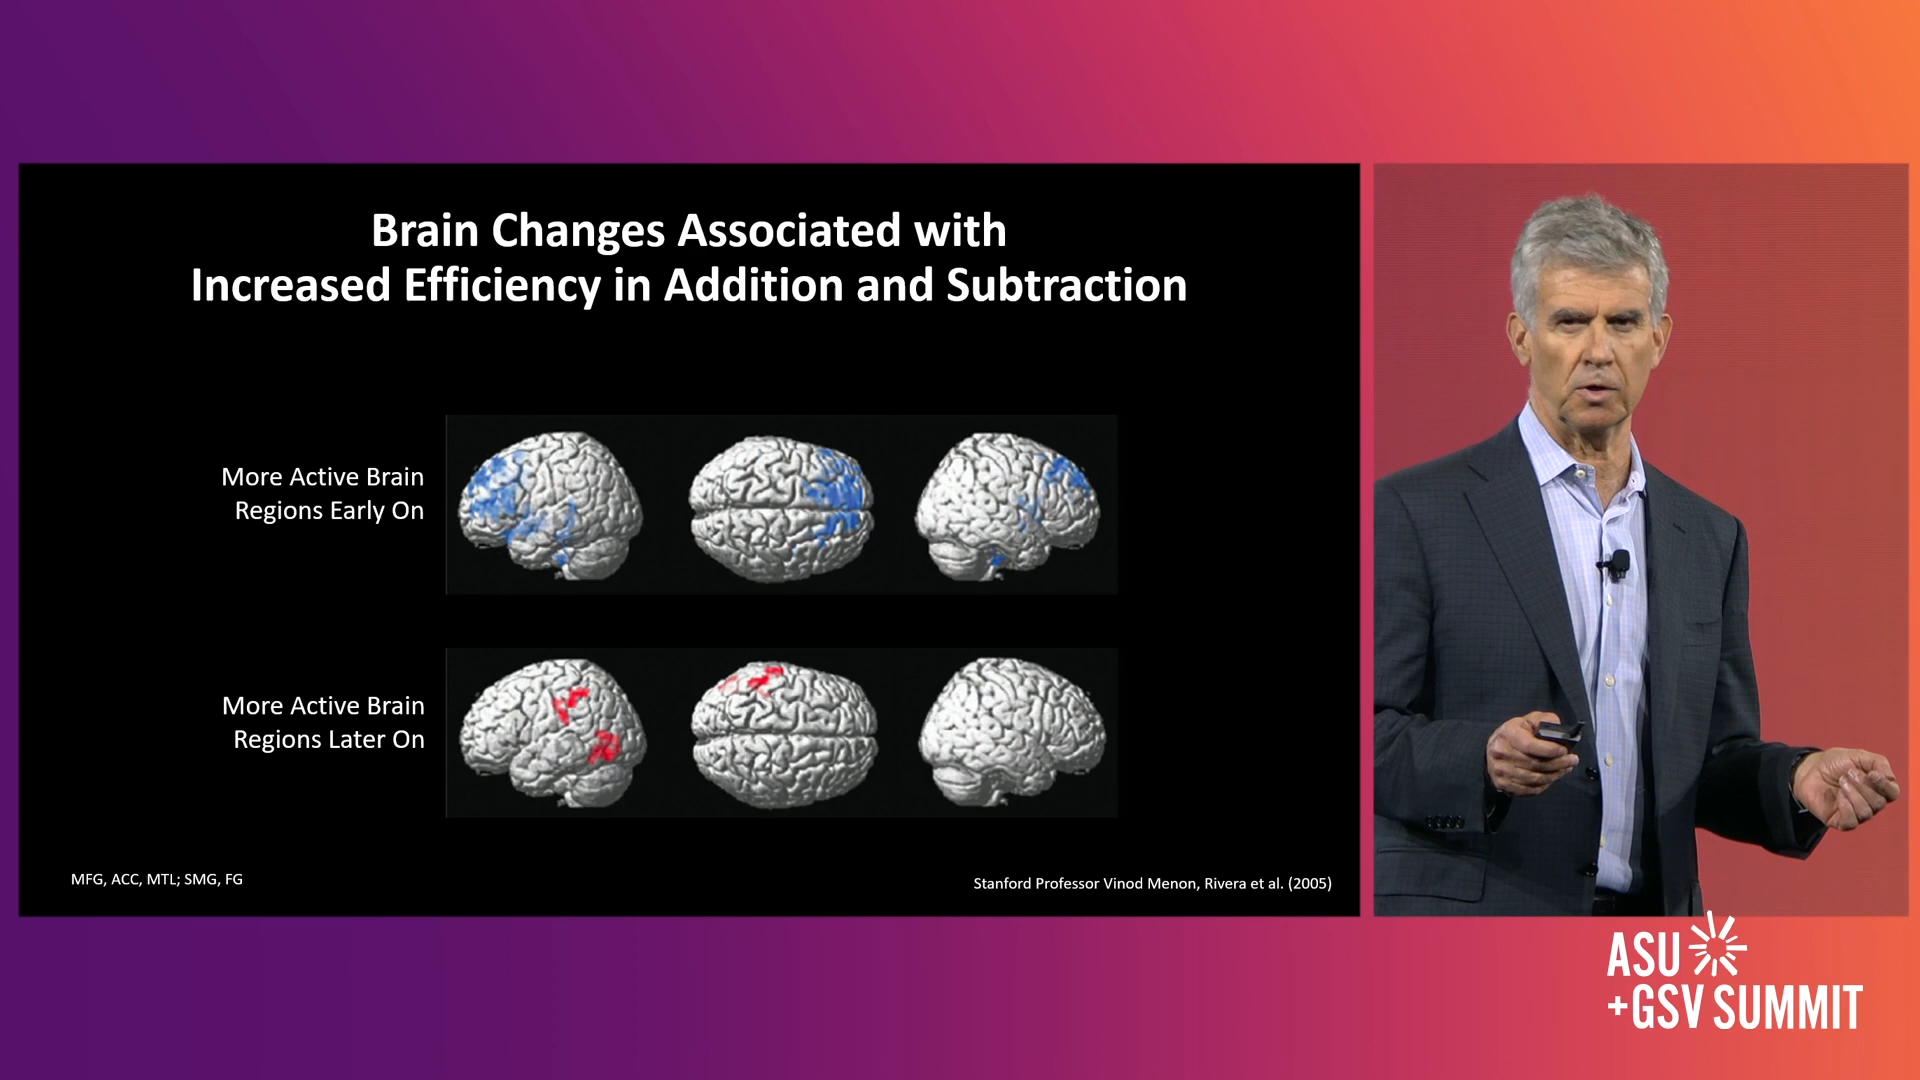 Brain Changes Associated with
Increased Efficiency in Addition and Subtraction
More Active Brain
Regions Early On
More Active Brain
Regions Later On
MFG, ACC, MTL; SMG, FG
Stanford Professor Vinod Menon, Rivera et al. (2005)
ASU
+GSV SUMMIT